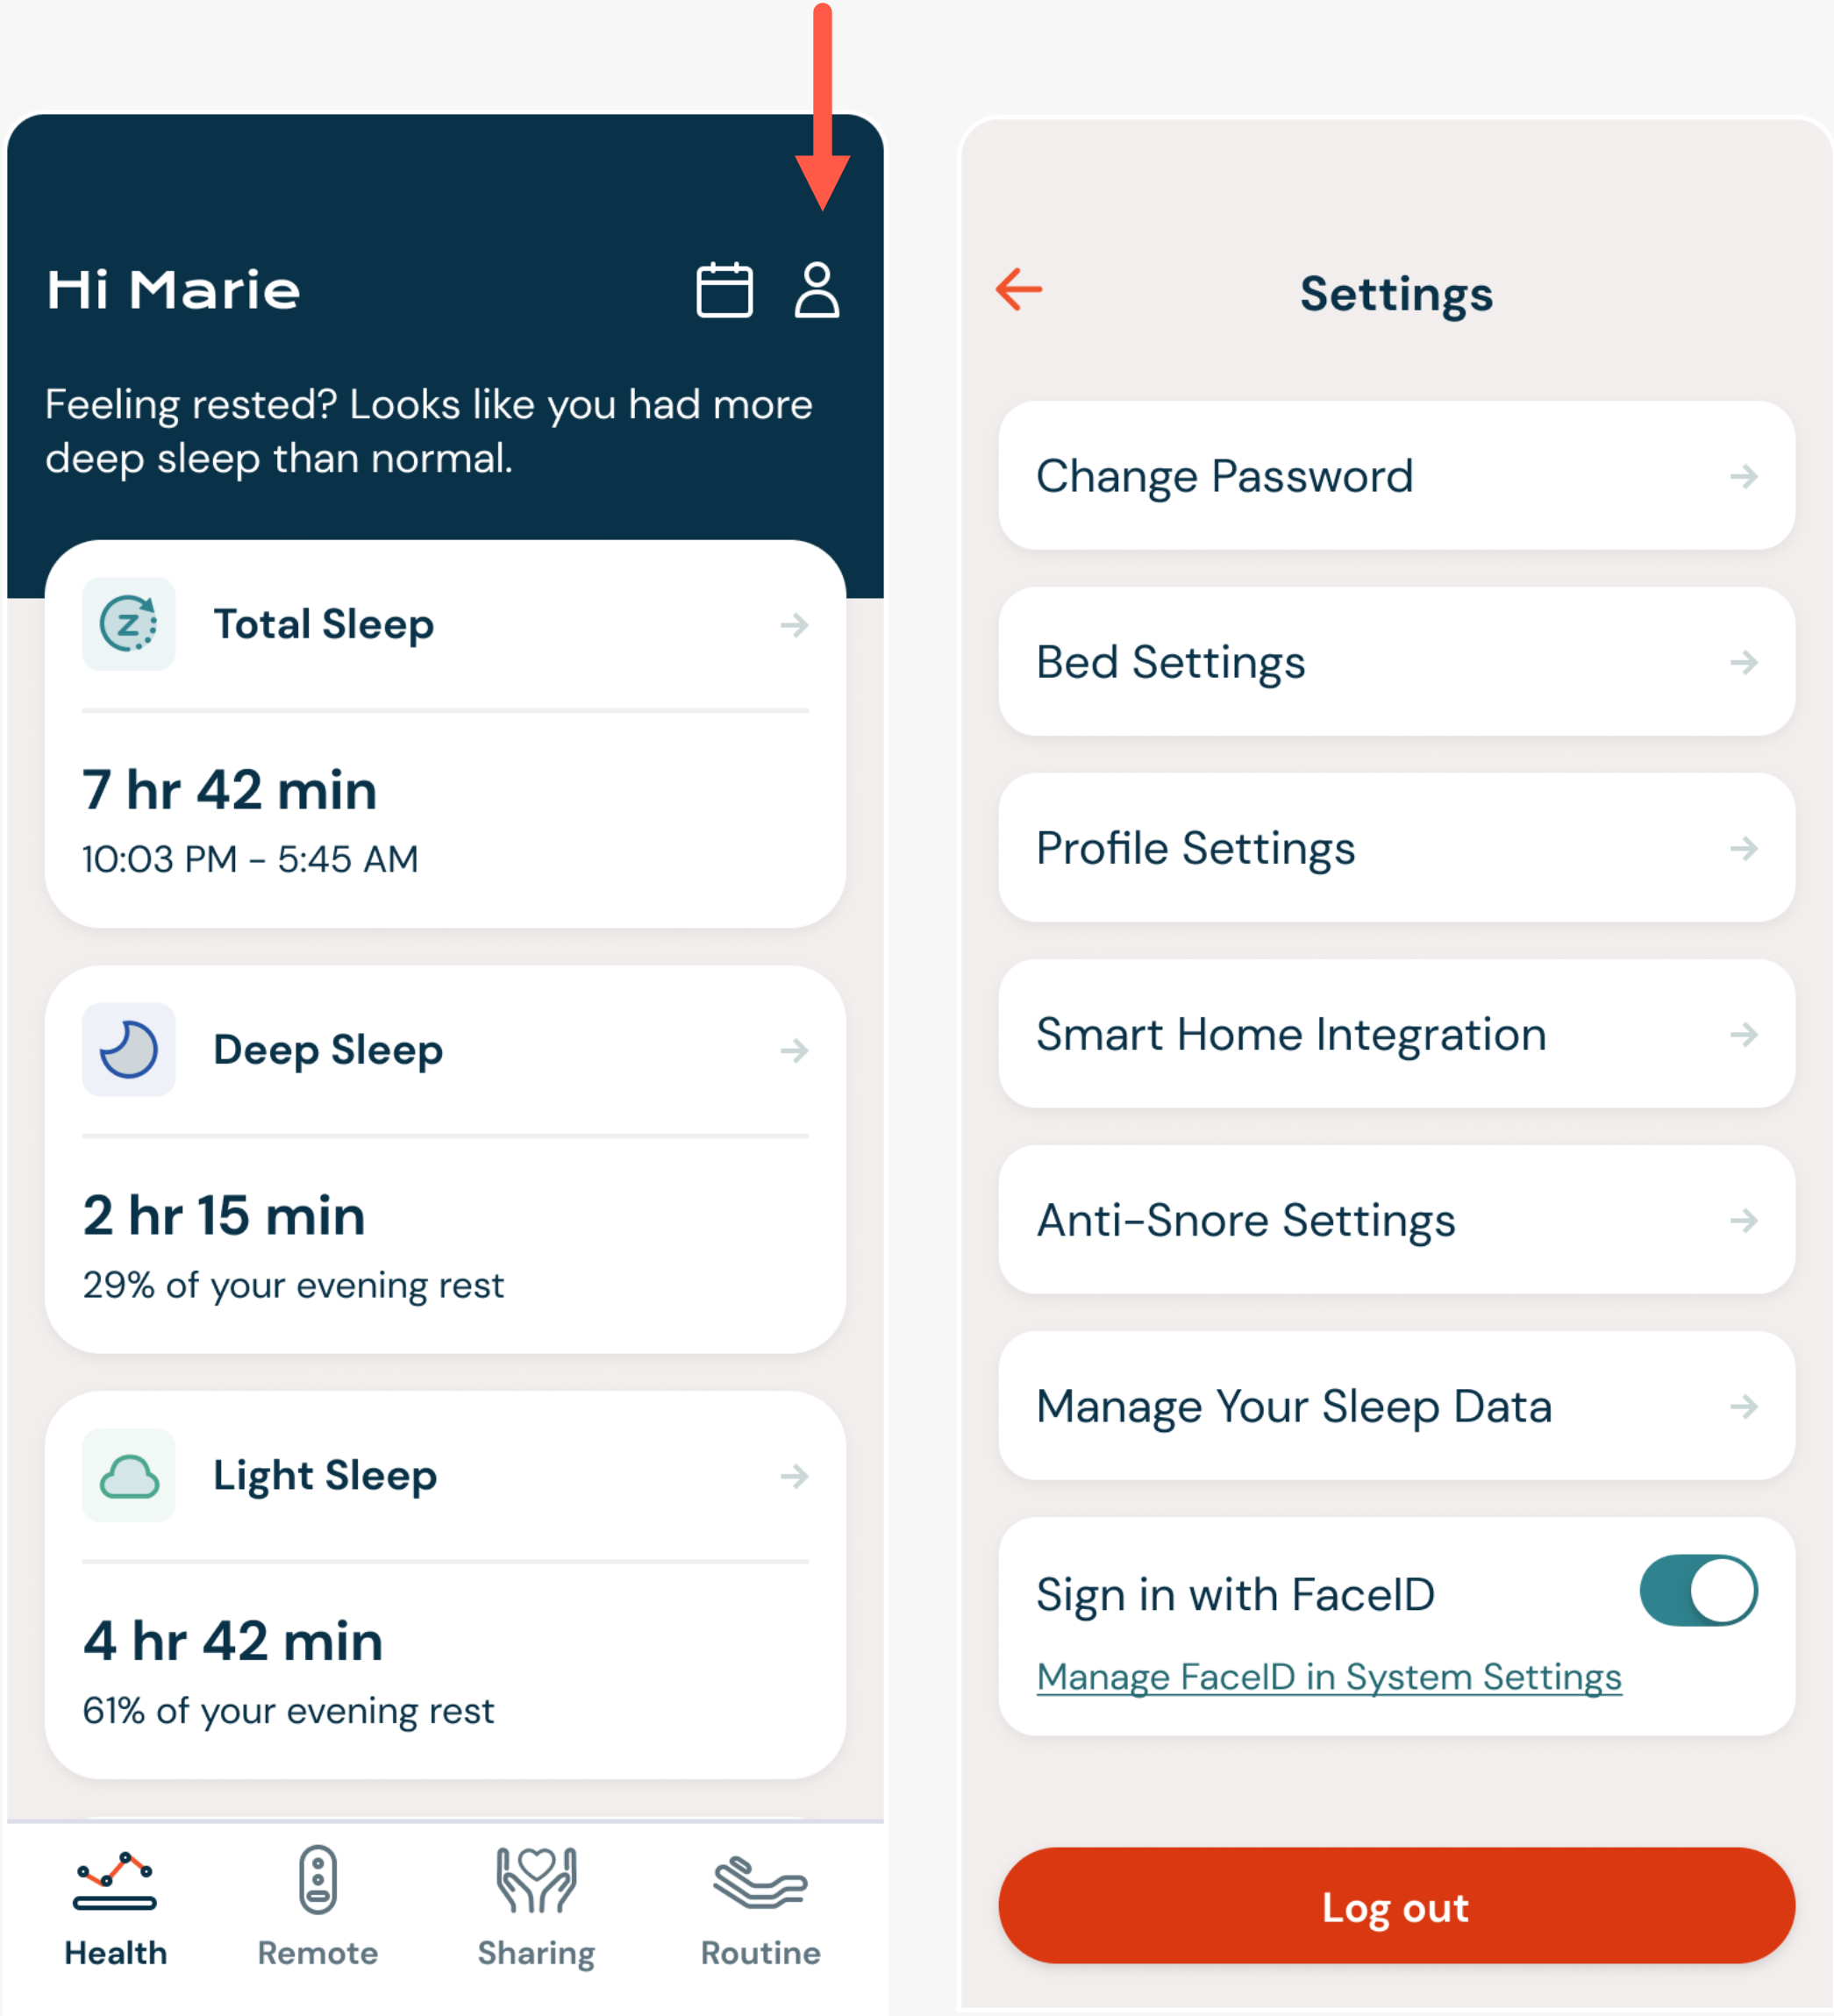 Hi Marie
Feeling rested? Looks like you had more
deep sleep than normal.
Z
Total Sleep
7 hr 42 min
10:03 PM – 5:45 AM
Deep Sleep
2 hr 15 min
29% of your evening rest
Light Sleep
4 hr 42 min
61% of your evening rest
Health
Remote
Sharing
Routine
Settings
Change Password
Bed Settings
Profile Settings
Smart Home Integration
Anti-Snore Settings
Manage Your Sleep Data
Sign in with FaceID
Manage FaceID in System Settings
Log out